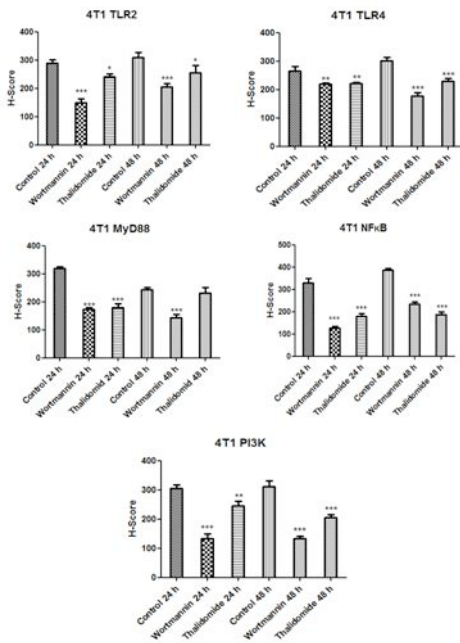 4T1 TLR2
H-Score
400
300
200
100
0
***
*
***
*
Control 24 h
Wortmannin 24 h
Thalidomide 24 h
Control 48 h
Wortmannin 48 h
Thalidomide 48 h
4T1 TLR4
H-Score
400
300
200
100
0
**
**
***
***
Control 24 h
Wortmannin 24 h
Thalidomide 24 h
Control 48 h
Wortmannin 48 h
Thalidomide 48 h
4T1 MyD88
H-Score
400
300
200
100
0
***
***
***
Control 24 h
Wortmannin 24 h
Thalidomid 24 h
Control 48 h
Wortmannin 48 h
Thalidomid 48 h
4T1 NFκB
H-Score
500
400
300
200
100
0
***
***
***
***
Control 24 h
Wortmannin 24 h
Thalidomide 24 h
Control 48 h
Wortmannin 48 h
Thalidomide 48 h
4T1 PI3K
H-Score
400
300
200
100
0
***
**
***
***
Control 24 h
Wortmannin 24 h
Thalidomide 24 h
Control 48 h
Wortmannin 48 h
Thalidomide 48 h